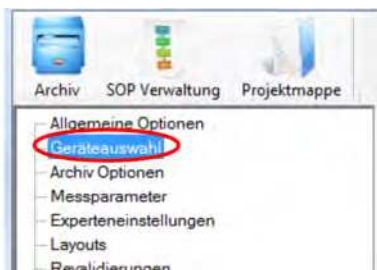 Archiv SOP Verwaltung Projektmappe
Allgemeine Optionen
Geräteauswahl
Archiv Optionen
Messparameter
Experteneinstellungen
Layouts
Revalidierungen